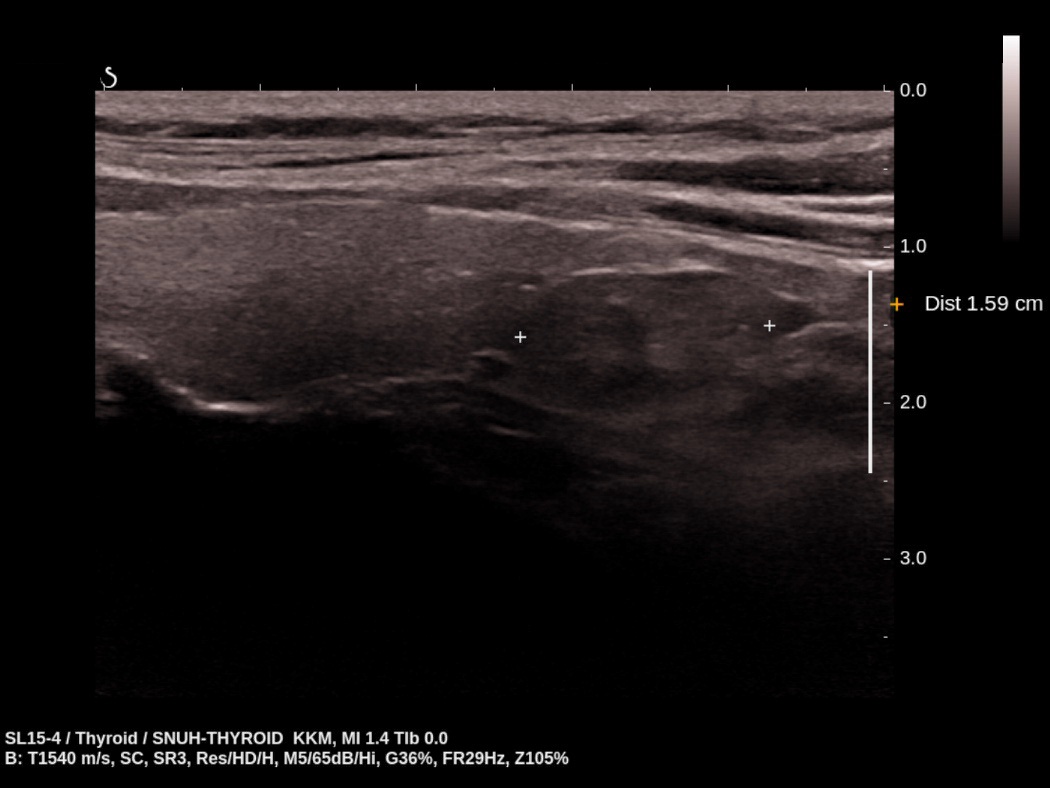 S
0.0
1.0
Dist 1.59 cm
2.0
3.0
SL15-4 / Thyroid / SNUH-THYROID KKM, MI 1.4 TIb 0.0
B: T1540 m/s, SC, SR3, Res/HD/H, M5/65dB/Hi, G36%, FR29Hz, Z105%